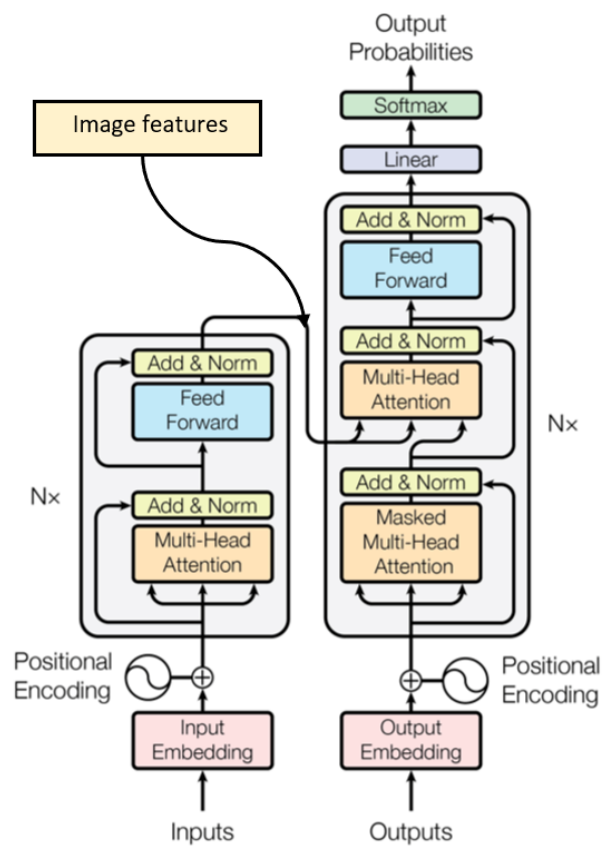 Output
Probabilities
Softmax
Image features
Linear
Add & Norm
Feed
Forward
Add & Norm
Multi-Head
Attention
Nx
Add & Norm
Masked
Multi-Head
Attention
Positional
Encoding
Output
Embedding
Outputs
Add & Norm
Feed
Forward
Nx
Add & Norm
Multi-Head
Attention
Positional
Encoding
Input
Embedding
Inputs